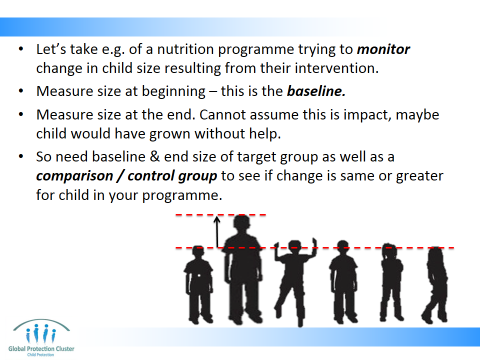 • Let's take e.g. of a nutrition programme trying to monitor
change in child size resulting from their intervention.
• Measure size at beginning – this is the baseline.
• Measure size at the end. Cannot assume this is impact, maybe
child would have grown without help.
• So need baseline & end size of target group as well as a
comparison / control group to see if change is same or greater
for child in your programme.
Global Protection Cluster
Child Protection